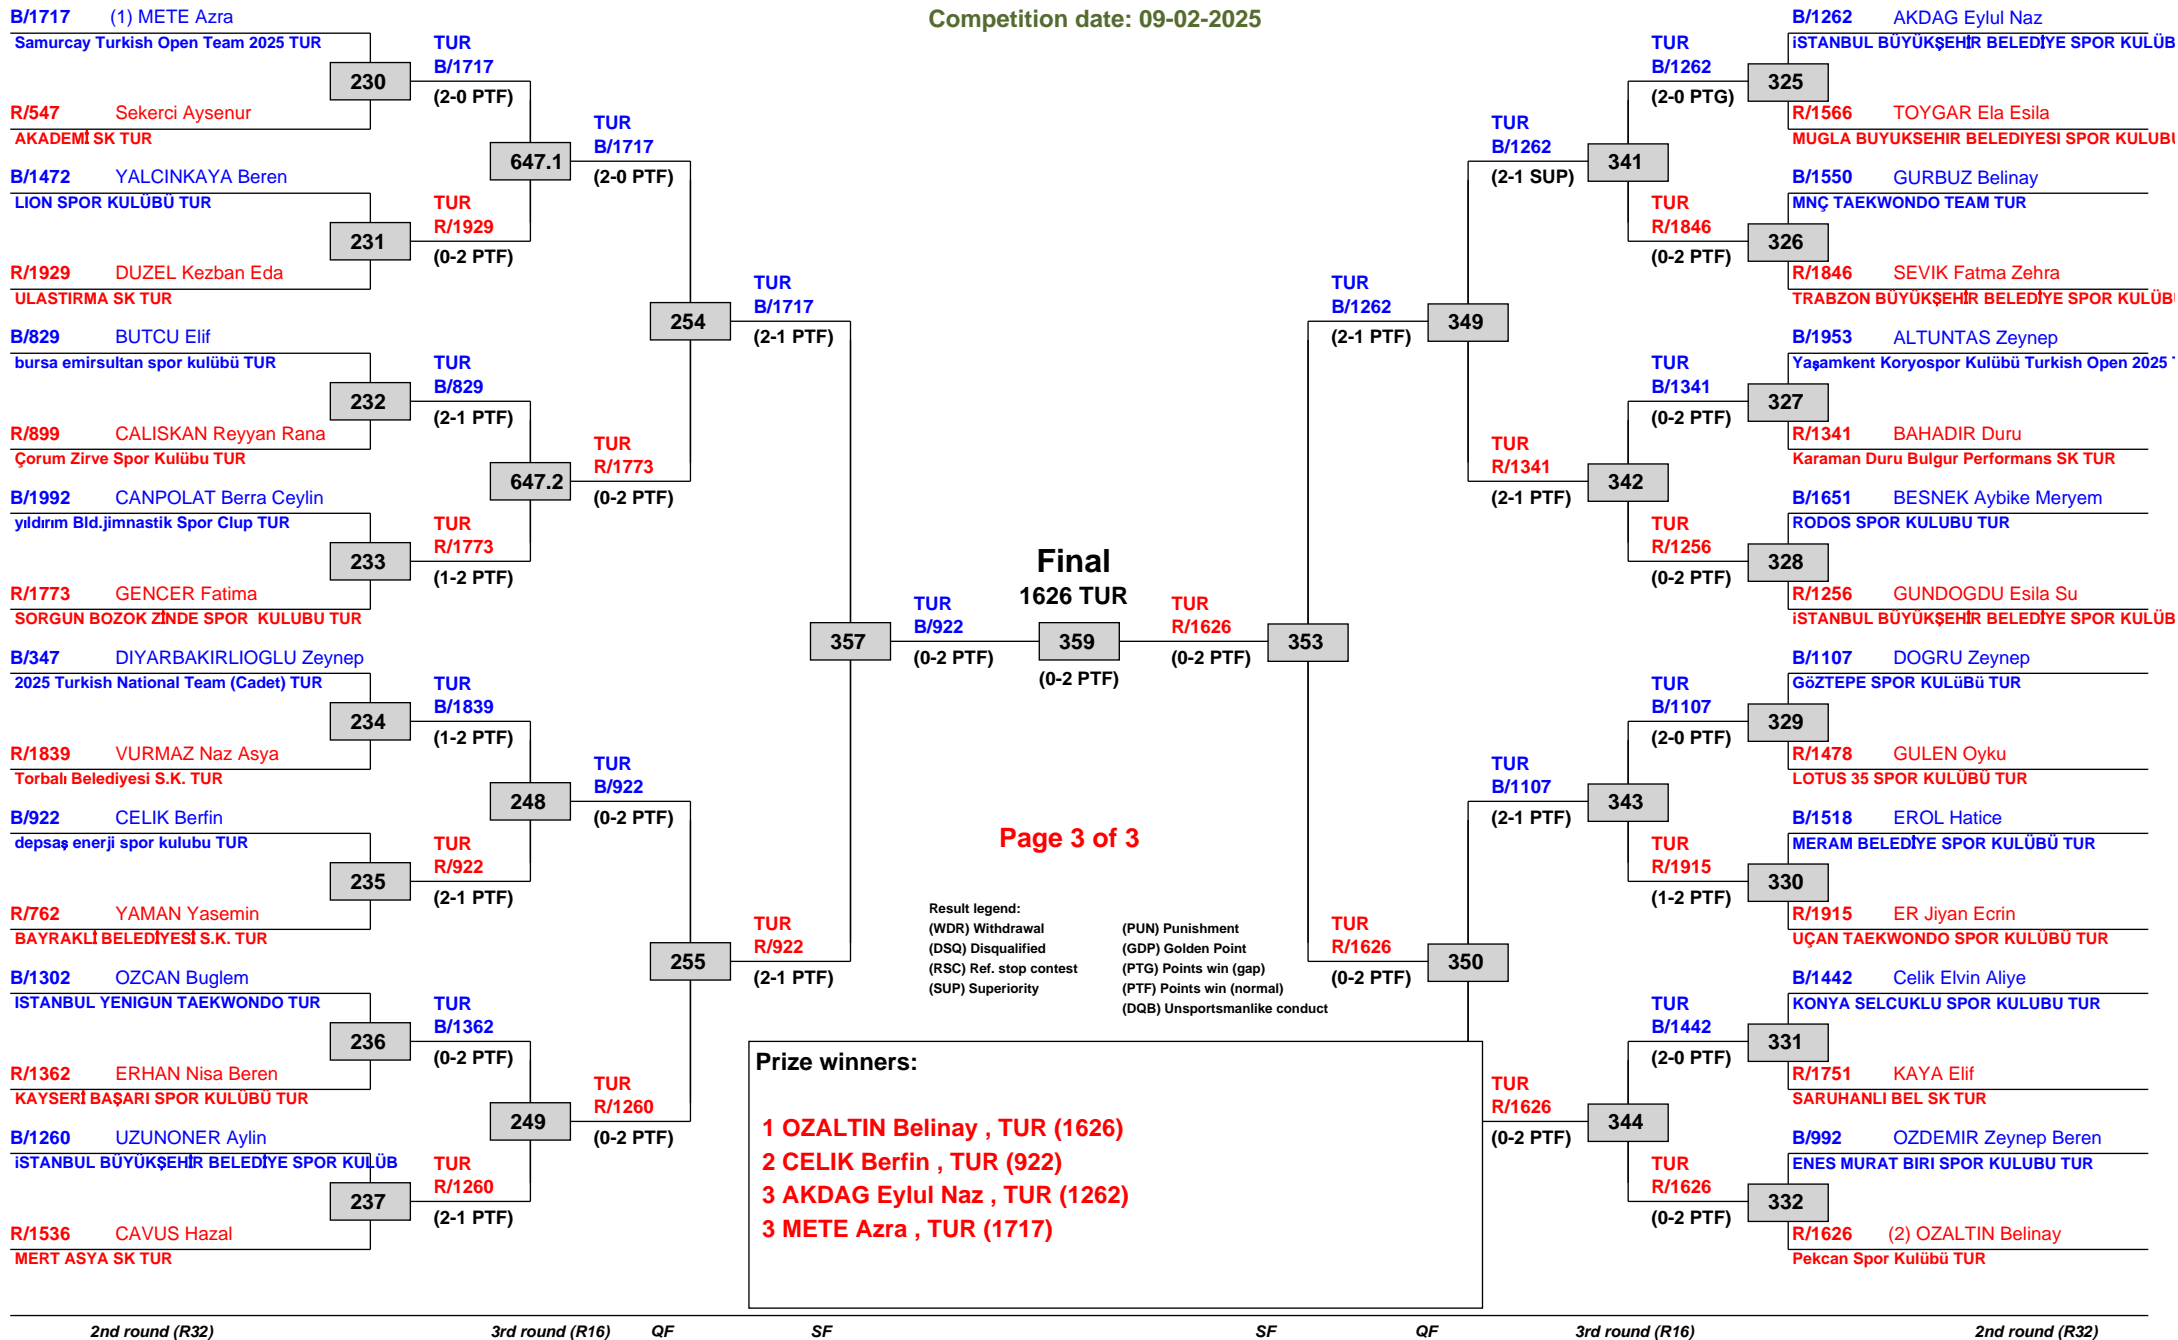 Competition date: 09-02-2025
B/1717 (1) METE Azra
Samurcay Turkish Open Team 2025 TUR
230
R/547 Sekerci Aysenur
AKADEMİ SK TUR
B/1472 YALCINKAYA Beren
LION SPOR KULÜBÜ TUR
231
R/1929 DUZEL Kezban Eda
ULASTIRMA SK TUR
B/829 BUTCU Elif
bursa emirsultan spor kulübü TUR
232
R/899 CALISKAN Reyyan Rana
Çorum Zirve Spor Kulübu TUR
B/1992 CANPOLAT Berra Ceylin
yıldırım Bld.jimnastik Spor Clup TUR
233
R/1773 GENCER Fatima
SORGUN BOZOK ZİNDE SPOR KULUBU TUR
B/347 DIYARBAKIRLIOGLU Zeynep
2025 Turkish National Team (Cadet) TUR
234
R/1839 VURMAZ Naz Asya
Torbalı Belediyesi S.K. TUR
B/922 CELIK Berfin
depsaş enerji spor kulubu TUR
235
R/762 YAMAN Yasemin
BAYRAKLİ BELEDİYESİ S.K. TUR
B/1302 OZCAN Buglem
ISTANBUL YENIGUN TAEKWONDO TUR
236
R/1362 ERHAN Nisa Beren
KAYSERİ BAŞARI SPOR KULÜBÜ TUR
B/1260 UZUNONER Aylin
iSTANBUL BÜYÜKŞEHİR BELEDİYE SPOR KULÜB
237
R/1536 CAVUS Hazal
MERT ASYA SK TUR
TUR
B/1717
(2-0 PTF)
647.1
TUR
R/1929
(0-2 PTF)
TUR
B/829
(2-1 PTF)
647.2
TUR
R/1773
(1-2 PTF)
TUR
B/1839
(1-2 PTF)
248
TUR
R/922
(2-1 PTF)
TUR
B/1362
(0-2 PTF)
249
TUR
R/1260
(2-1 PTF)
TUR
B/1717
(2-0 PTF)
254
TUR
R/1773
(0-2 PTF)
TUR
B/922
(0-2 PTF)
255
TUR
R/1260
(0-2 PTF)
TUR
B/1717
(2-1 PTF)
357
TUR
R/922
(2-1 PTF)
TUR
B/922
(0-2 PTF)
Final
1626 TUR
359
(0-2 PTF)
TUR
R/1626
(0-2 PTF)
353
TUR
B/1262
(2-1 PTF)
349
TUR
R/1626
(0-2 PTF)
350
TUR
B/1262
(2-1 SUP)
341
TUR
R/1341
(2-1 PTF)
342
TUR
B/1107
(2-1 PTF)
343
TUR
R/1626
(0-2 PTF)
344
TUR
B/1262
(2-0 PTG)
TUR
R/1846
(0-2 PTF)
TUR
B/1341
(0-2 PTF)
TUR
R/1256
(0-2 PTF)
TUR
B/1107
(2-0 PTF)
TUR
R/1915
(1-2 PTF)
TUR
B/1442
(2-0 PTF)
TUR
R/1626
(0-2 PTF)
B/1262 AKDAG Eylul Naz
iSTANBUL BÜYÜKŞEHİR BELEDİYE SPOR KULÜB
325
R/1566 TOYGAR Ela Esila
MUGLA BUYUKSEHIR BELEDIYESI SPOR KULUBU
B/1550 GURBUZ Belinay
MNÇ TAEKWONDO TEAM TUR
326
R/1846 SEVIK Fatma Zehra
TRABZON BÜYÜKŞEHİR BELEDİYE SPOR KULÜBÜ
B/1953 ALTUNTAS Zeynep
Yaşamkent Koryospor Kulübü Turkish Open 2025
327
R/1341 BAHADIR Duru
Karaman Duru Bulgur Performans SK TUR
B/1651 BESNEK Aybike Meryem
RODOS SPOR KULUBU TUR
328
R/1256 GUNDOGDU Esila Su
iSTANBUL BÜYÜKŞEHİR BELEDİYE SPOR KULÜB
B/1107 DOGRU Zeynep
GöZTEPE SPOR KULüBü TUR
329
R/1478 GULEN Oyku
LOTUS 35 SPOR KULÜBÜ TUR
B/1518 EROL Hatice
MERAM BELEDİYE SPOR KULÜBÜ TUR
330
R/1915 ER Jiyan Ecrin
UÇAN TAEKWONDO SPOR KULÜBÜ TUR
B/1442 Celik Elvin Aliye
KONYA SELCUKLU SPOR KULUBU TUR
331
R/1751 KAYA Elif
SARUHANLI BEL SK TUR
B/992 OZDEMIR Zeynep Beren
ENES MURAT BIRI SPOR KULUBU TUR
332
R/1626 (2) OZALTIN Belinay
Pekcan Spor Kulübü TUR
Page 3 of 3
Result legend:
(WDR) Withdrawal (PUN) Punishment
(DSQ) Disqualified (GDP) Golden Point
(RSC) Ref. stop contest (PTG) Points win (gap)
(SUP) Superiority (PTF) Points win (normal)
(DQB) Unsportsmanlike conduct
Prize winners:
1 OZALTIN Belinay , TUR (1626)
2 CELIK Berfin , TUR (922)
3 AKDAG Eylul Naz , TUR (1262)
3 METE Azra , TUR (1717)
2nd round (R32) 3rd round (R16) QF SF SF QF 3rd round (R16) 2nd round (R32)